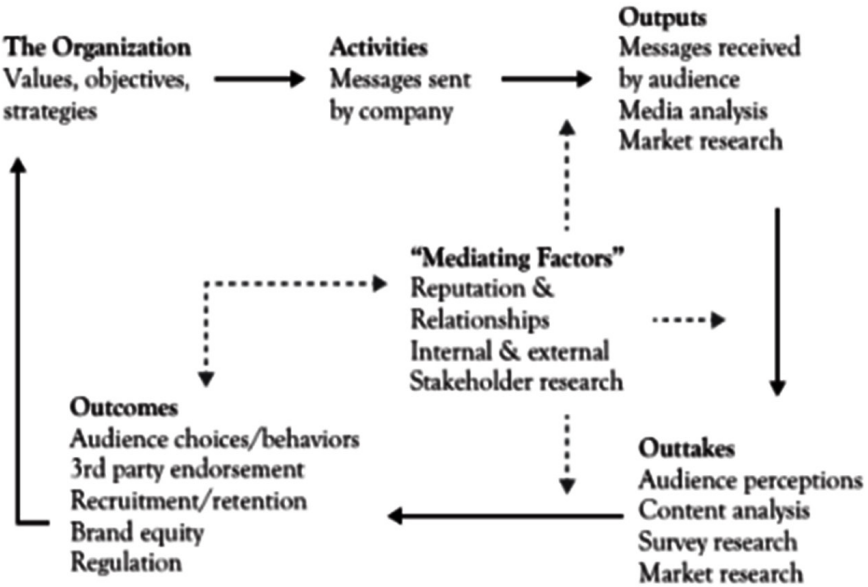 The Organization
Values, objectives,
strategies
Activities
Messages sent
by company
Outputs
Messages received
by audience
Media analysis
Market research
“Mediating Factors”
Reputation &
Relationships
Internal & external
Stakeholder research
Outcomes
Audience choices/behaviors
3rd party endorsement
Recruitment/retention
Brand equity
Regulation
Outtakes
Audience perceptions
Content analysis
Survey research
Market research